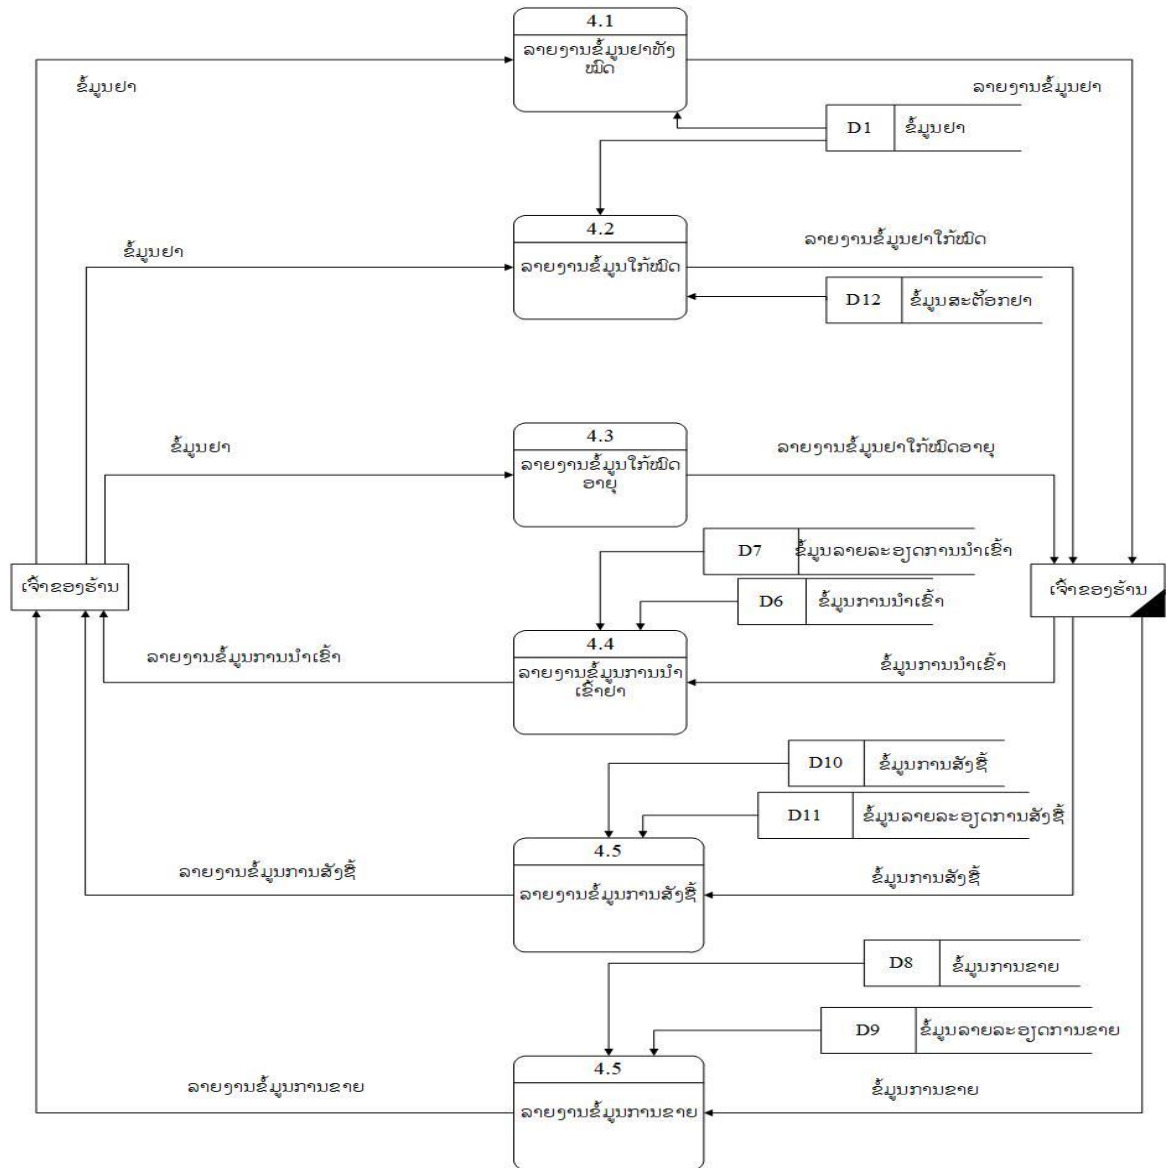 4.1
ລາຍງານຂໍ້ມູນຢາທັງ
ໝົດ
ຂໍ້ມູນຢາ
ລາຍງານຂໍ້ມູນຢາ
D1
ຂໍ້ມູນຢາ
4.2
ລາຍງານຂໍ້ມູນໃກ້ໝົດ
ຂໍ້ມູນຢາ
ລາຍງານຂໍ້ມູນຢາໃກ້ໝົດ
D12
ຂໍ້ມູນສະຕ໊ອກຢາ
4.3
ລາຍງານຂໍ້ມູນໃກ້ໝົດ
ອາຍຸ
ຂໍ້ມູນຢາ
ລາຍງານຂໍ້ມູນຢາໃກ້ໝົດອາຍຸ
D7
ຂໍ້ມູນລາຍລະອຽດການນຳເຂົ້າ
D6
ຂໍ້ມູນການນຳເຂົ້າ
ເຈົ້າຂອງຮ້ານ
ເຈົ້າຂອງຮ້ານ
4.4
ລາຍງານຂໍ້ມູນການນຳ
ເຂົ້າຢາ
ລາຍງານຂໍ້ມູນການນຳເຂົ້າ
ຂໍ້ມູນການນຳເຂົ້າ
D10
ຂໍ້ມູນການສັງຊື້
D11
ຂໍ້ມູນລາຍລະອຽດການສັງຊື້
4.5
ລາຍງານຂໍ້ມູນການສັງຊື້
ລາຍງານຂໍ້ມູນການສັງຊື້
ຂໍ້ມູນການສັງຊື້
D8
ຂໍ້ມູນການຂາຍ
D9
ຂໍ້ມູນລາຍລະອຽດການຂາຍ
4.5
ລາຍງານຂໍ້ມູນການຂາຍ
ລາຍງານຂໍ້ມູນການຂາຍ
ຂໍ້ມູນການຂາຍ